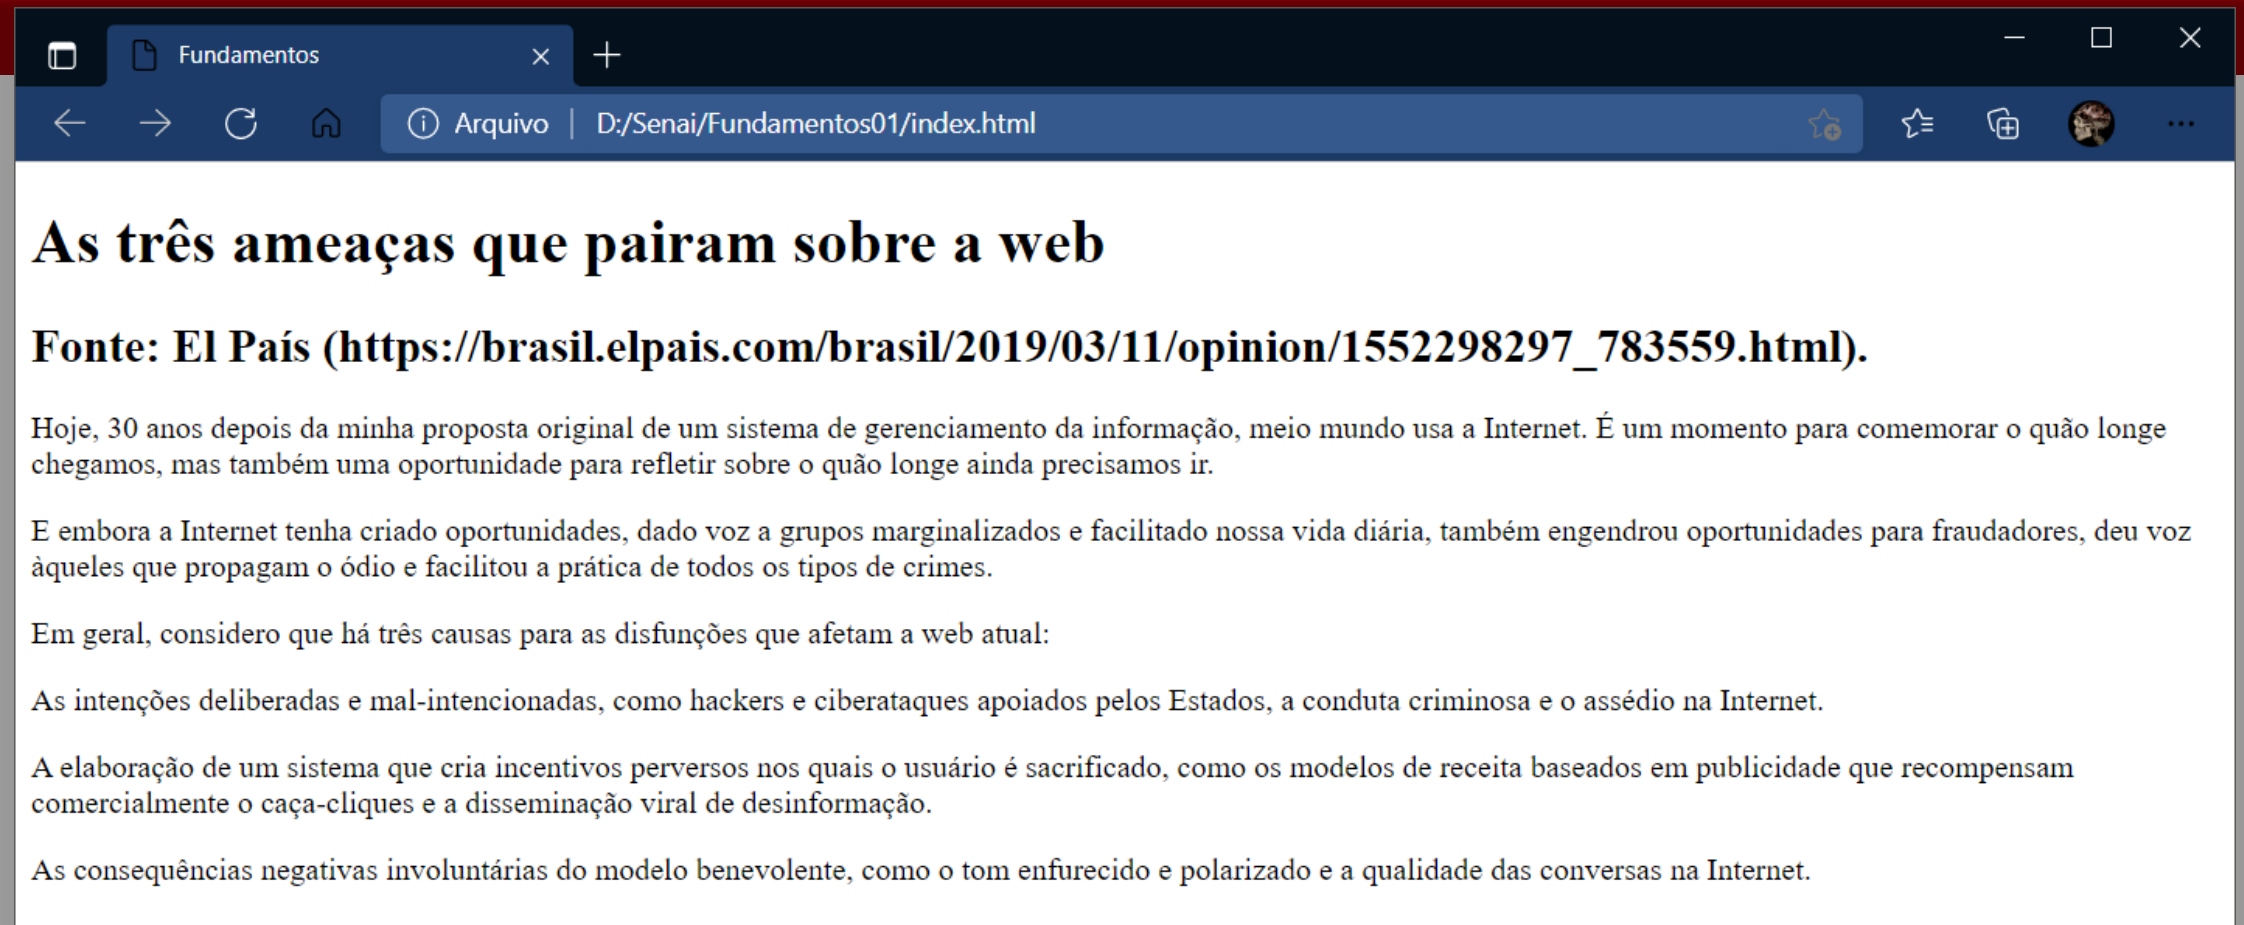 Fundamentos
Arquivo | D:/Senai/Fundamentos01/index.html
As três ameaças que pairam sobre a web
Fonte: El País (https://brasil.elpais.com/brasil/2019/03/11/opinion/1552298297_783559.html).
Hoje, 30 anos depois da minha proposta original de um sistema de gerenciamento da informação, meio mundo usa a Internet. É um momento para comemorar o quão longe
chegamos, mas também uma oportunidade para refletir sobre o quão longe ainda precisamos ir.
E embora a Internet tenha criado oportunidades, dado voz a grupos marginalizados e facilitado nossa vida diária, também engendrou oportunidades para fraudadores, deu voz
àqueles que propagam o ódio e facilitou a prática de todos os tipos de crimes.
Em geral, considero que há três causas para as disfunções que afetam a web atual:
As intenções deliberadas e mal-intencionadas, como hackers e ciberataques apoiados pelos Estados, a conduta criminosa e o assédio na Internet.
A elaboração de um sistema que cria incentivos perversos nos quais o usuário é sacrificado, como os modelos de receita baseados em publicidade que recompensam
comercialmente o caça-cliques e a disseminação viral de desinformação.
As consequências negativas involuntárias do modelo benevolente, como o tom enfurecido e polarizado e a qualidade das conversas na Internet.